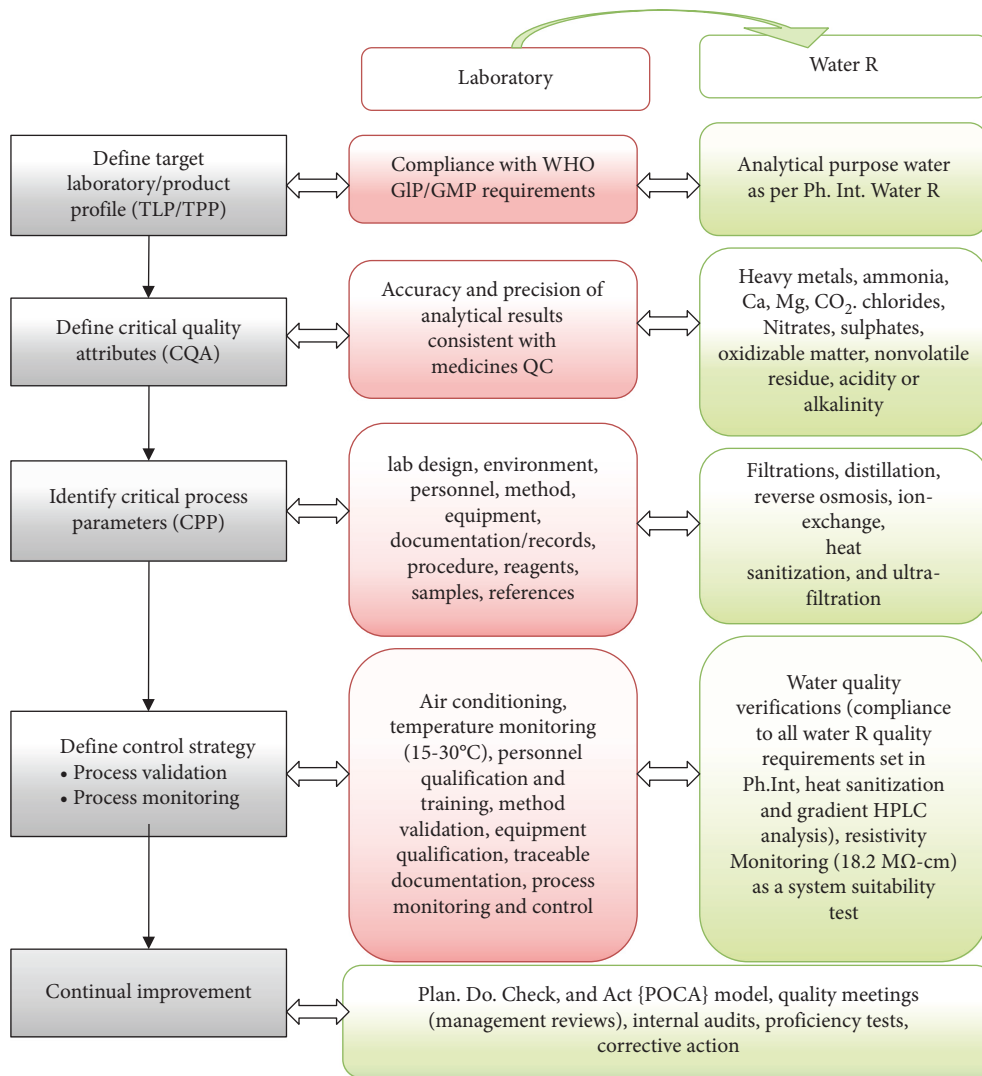 Laboratory
Water R
Define target
laboratory/product
profile (TLP/TPP)
Compliance with WHO
GlP/GMP requirements
Analytical purpose water
as per Ph. Int. Water R
Define critical quality
attributes (CQA)
Accuracy and precision of
analytical results
consistent with
medicines QC
Heavy metals, ammonia,
Ca, Mg, CO₂. chlorides,
Nitrates, sulphates,
oxidizable matter, nonvolatile
residue, acidity or
alkalinity
Identify critical process
parameters (CPP)
lab design, environment,
personnel, method,
equipment,
documentation/records,
procedure, reagents,
samples, references
Filtrations, distillation,
reverse osmosis, ion-
exchange,
heat
sanitization, and ultra-
filtration
Define control strategy
• Process validation
• Process monitoring
Air conditioning,
temperature monitoring
(15-30°C), personnel
qualification and
training, method
validation, equipment
qualification, traceable
documentation, process
monitoring and control
Water quality
verifications (compliance
to all water R quality
requirements set in
Ph.Int, heat sanitization
and gradient HPLC
analysis), resistivity
Monitoring (18.2 MΩ-cm)
as a system suitability
test
Continual improvement
Plan. Do. Check, and Act {POCA} model, quality meetings
(management reviews), internal audits, proficiency tests,
corrective action